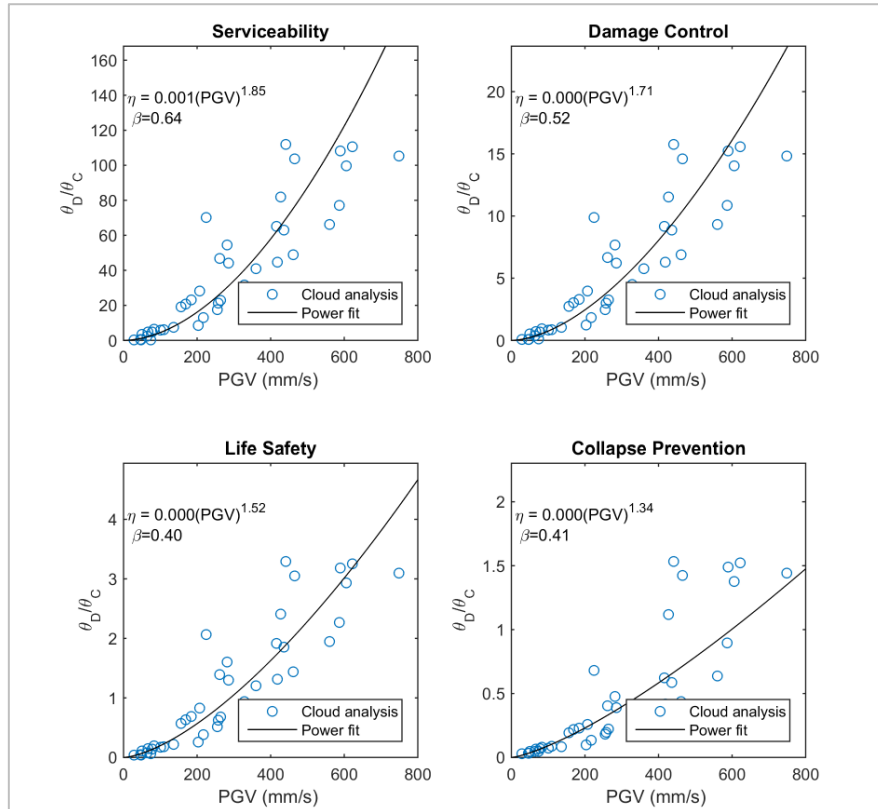 Serviceability
160
140
120
100
80
60
40
20
0
θD/θC
η = 0.001(PGV)^1.85
β=0.64
Cloud analysis
Power fit
0 200 400 600 800
PGV (mm/s)
Damage Control
20
15
10
5
0
θD/θC
η = 0.000(PGV)^1.71
β=0.52
Cloud analysis
Power fit
0 200 400 600 800
PGV (mm/s)
Life Safety
4
3
2
1
0
θD/θC
η = 0.000(PGV)^1.52
β=0.40
Cloud analysis
Power fit
0 200 400 600 800
PGV (mm/s)
Collapse Prevention
2
1.5
1
0.5
0
θD/θC
η = 0.000(PGV)^1.34
β=0.41
Cloud analysis
Power fit
0 200 400 600 800
PGV (mm/s)